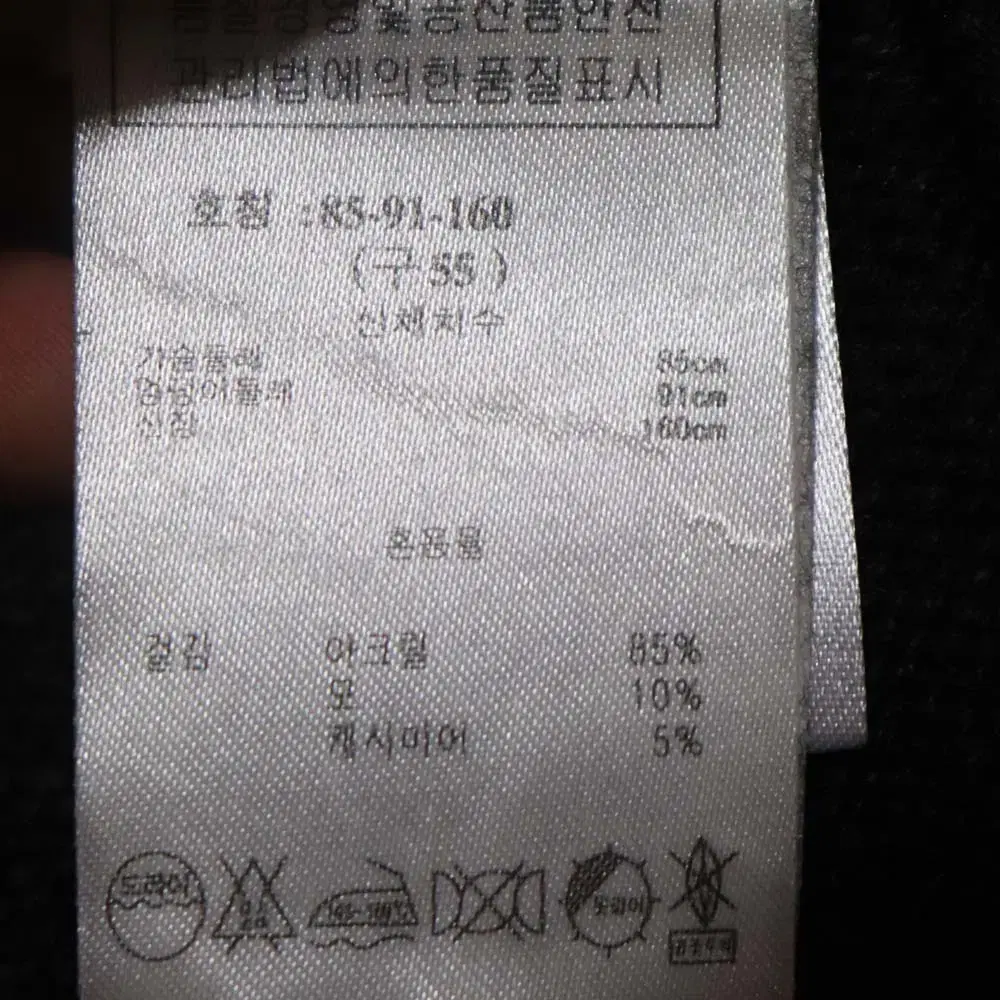 품질경영및공산품안전
관리법에의한품질표시
호칭 :85-91-160
(구 55 )
신체치수
가슴둘레 85cm
엉덩이둘레 91cm
신장 160cm
혼용율
겉감 아크릴 85%
모 10%
캐시미어 5%
드라이 옷걸이